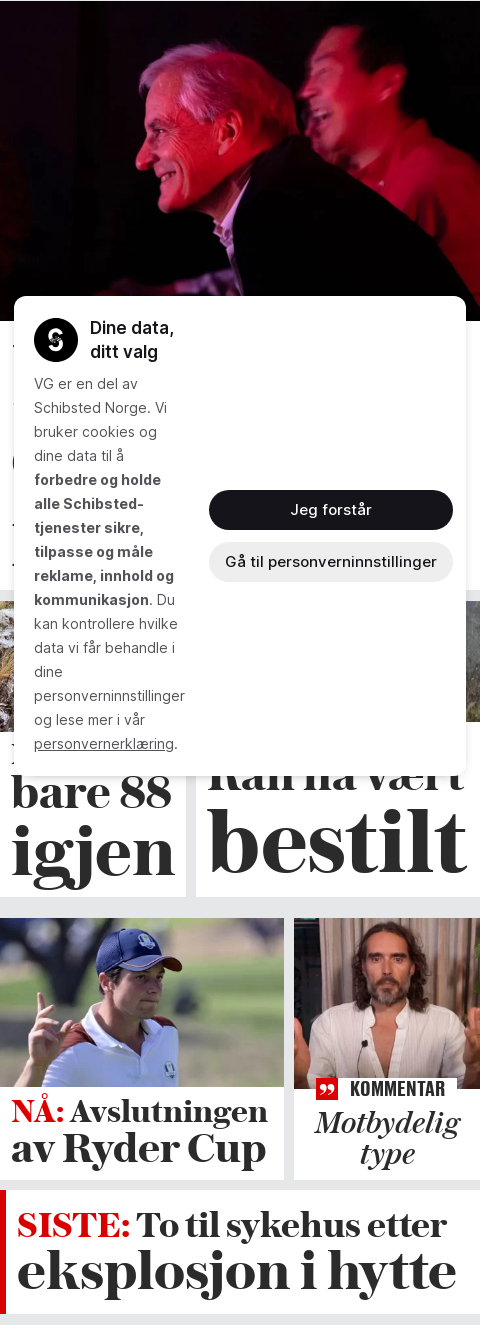 Dine data,
ditt valg
VG er en del av
Schibsted Norge. Vi
bruker cookies og
dine data til å
forbedre og holde
alle Schibsted-
tjenester sikre,
tilpasse og måle
reklame, innhold og
kommunikasjon. Du
kan kontrollere hvilke
data vi får behandle i
dine
personverninnstillinger
og lese mer i vår
personvernerklæring.
Jeg forstår
Gå til personverninnstillinger
bare 88
igjen
Kan ha vært
bestilt
NÅ: Avslutningen
av Ryder Cup
KOMMENTAR
Motbydelig
type
SISTE: To til sykehus etter
eksplosjon i hytte